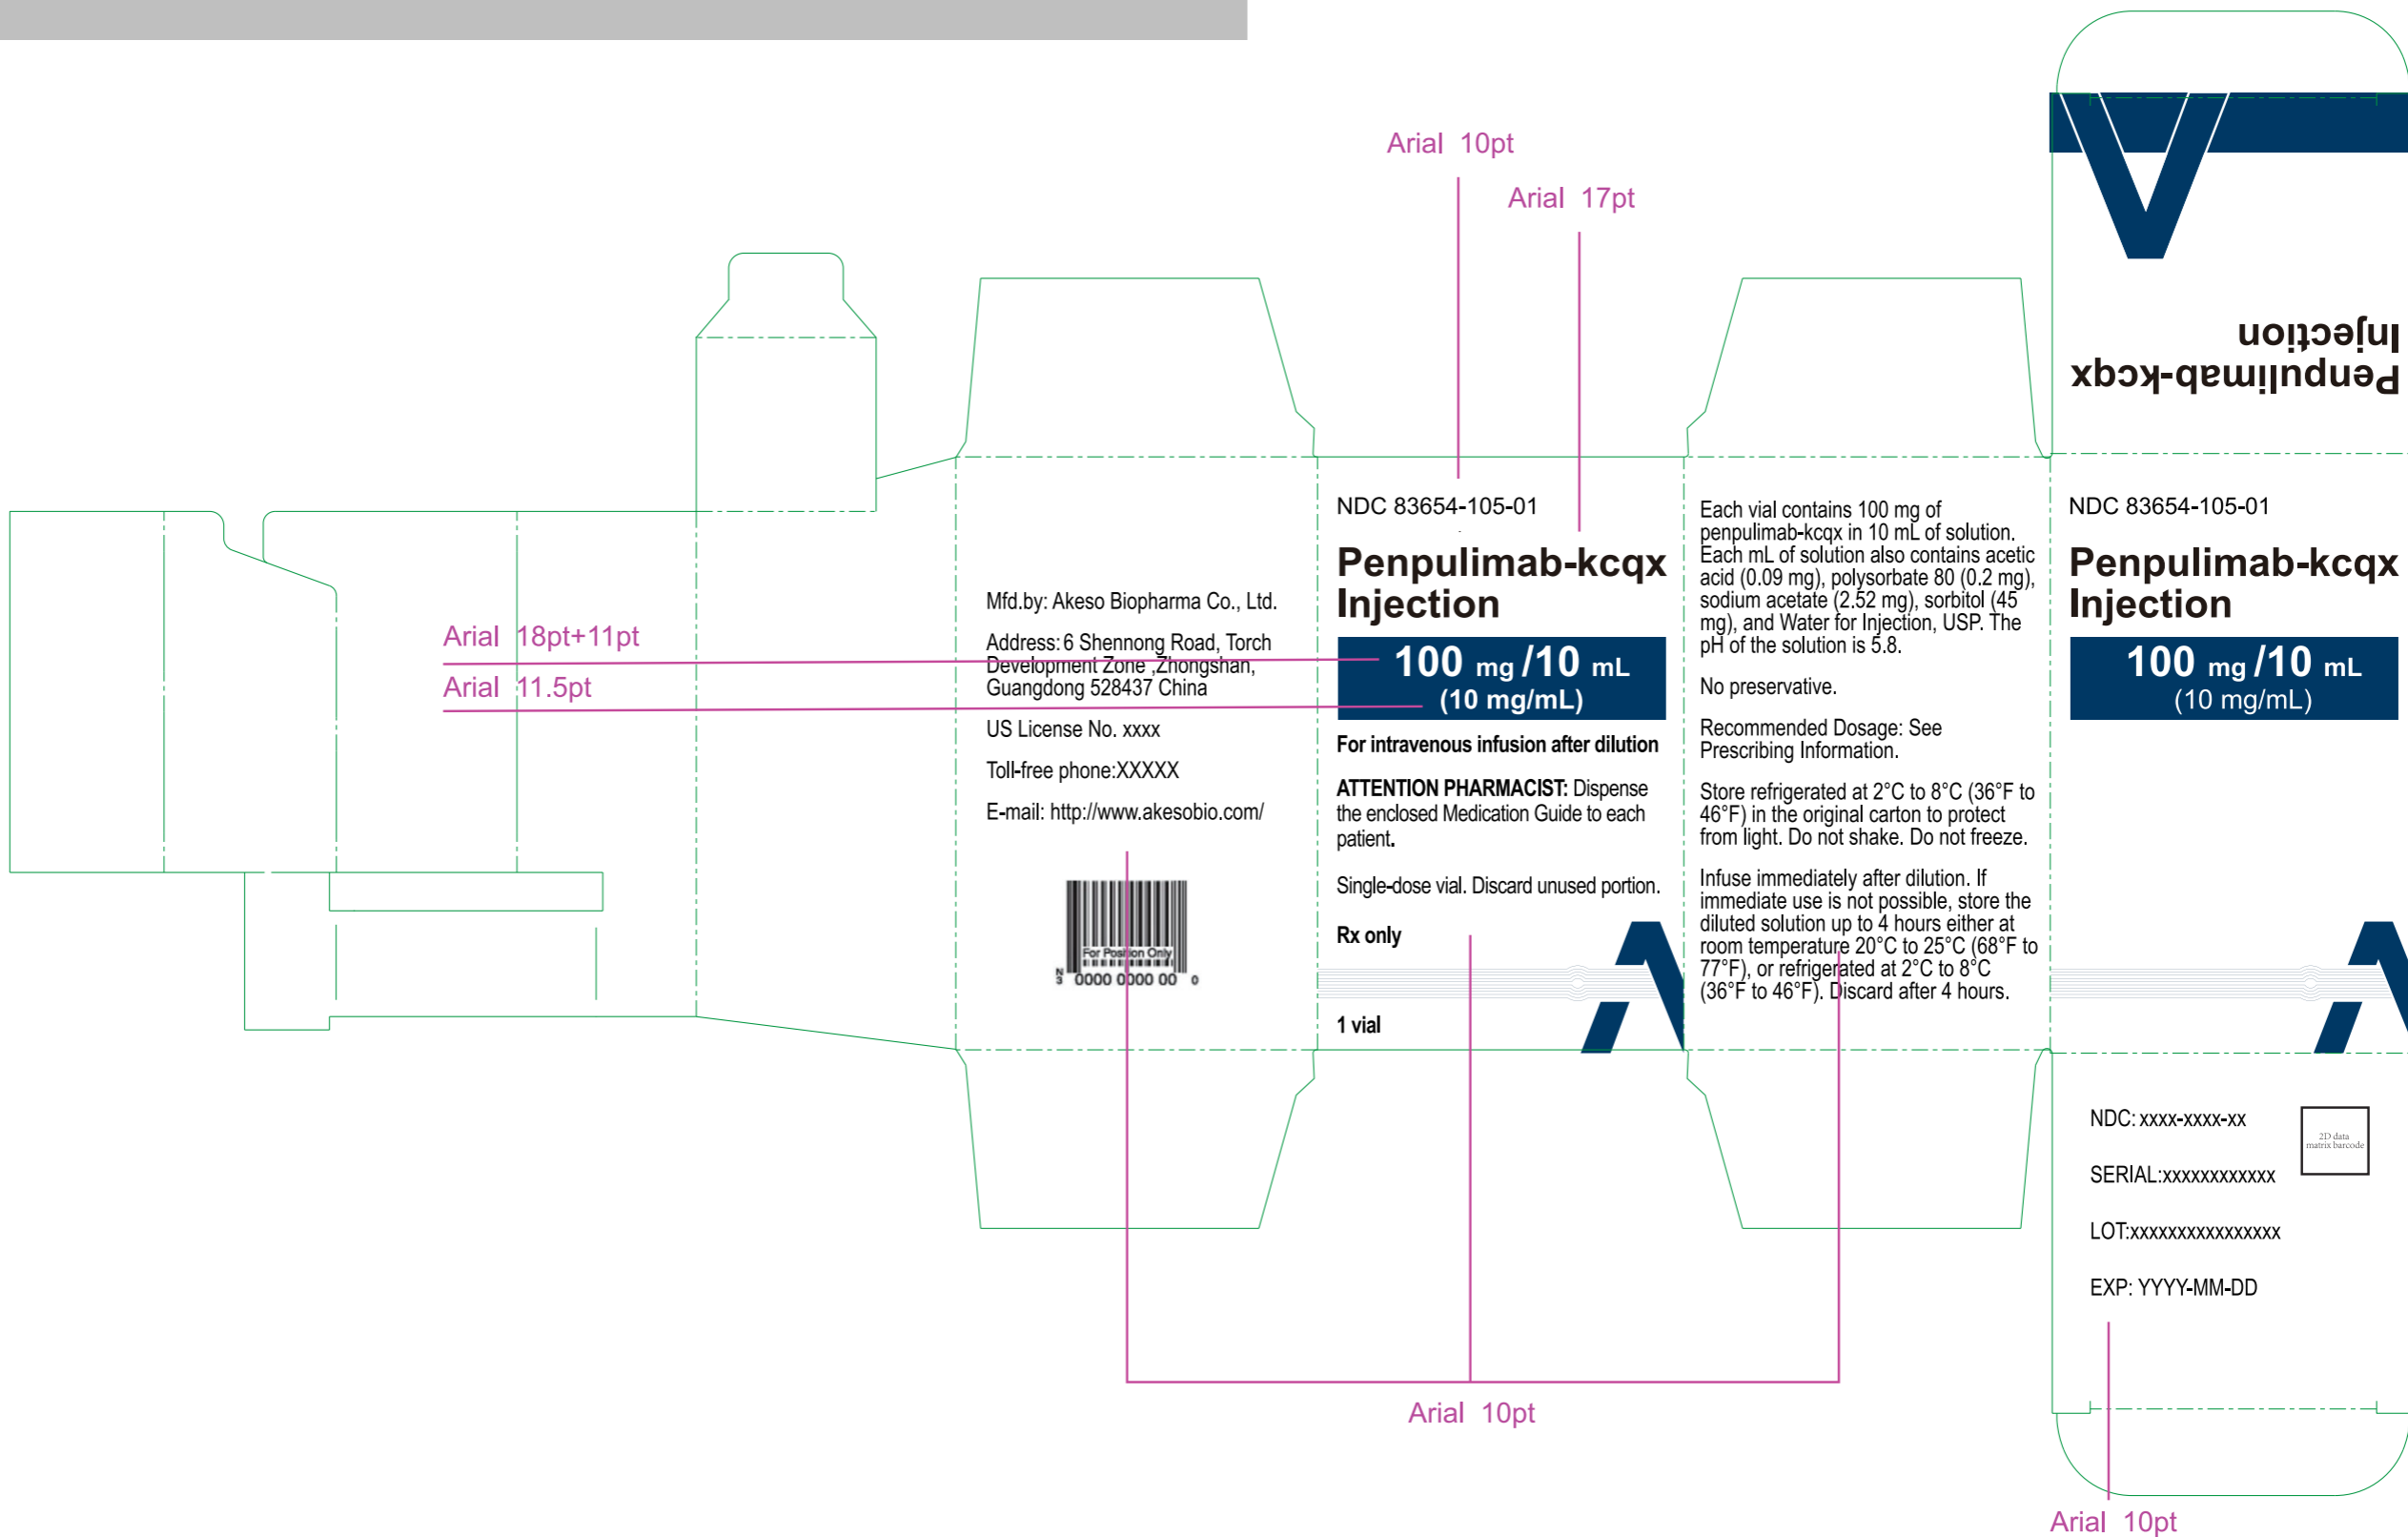 Arial 10pt
Arial 17pt
Arial 18pt+11pt
Arial 11.5pt
Mfd.by: Akeso Biopharma Co., Ltd.
Address: 6 Shennong Road, Torch
Development Zone ,Zhongshan,
Guangdong 528437 China
US License No. xxxx
Toll-free phone:XXXXX
E-mail: http://www.akesobio.com/
For Position Only
N
3 0000 0000 00 0
NDC 83654-105-01
Penpulimab-kcqx
Injection
100 mg /10 mL
(10 mg/mL)
For intravenous infusion after dilution
ATTENTION PHARMACIST: Dispense
the enclosed Medication Guide to each
patient.
Single-dose vial. Discard unused portion.
Rx only
1 vial
Each vial contains 100 mg of
penpulimab-kcqx in 10 mL of solution.
Each mL of solution also contains acetic
acid (0.09 mg), polysorbate 80 (0.2 mg),
sodium acetate (2.52 mg), sorbitol (45
mg), and Water for Injection, USP. The
pH of the solution is 5.8.
No preservative.
Recommended Dosage: See
Prescribing Information.
Store refrigerated at 2°C to 8°C (36°F to
46°F) in the original carton to protect
from light. Do not shake. Do not freeze.
Infuse immediately after dilution. If
immediate use is not possible, store the
diluted solution up to 4 hours either at
room temperature 20°C to 25°C (68°F to
77°F), or refrigerated at 2°C to 8°C
(36°F to 46°F). Discard after 4 hours.
Penpulimab-kcqx
Injection
NDC 83654-105-01
Penpulimab-kcqx
Injection
100 mg /10 mL
(10 mg/mL)
NDC: xxxx-xxxx-xx
2D data
matrix barcode
SERIAL:xxxxxxxxxxxx
LOT:xxxxxxxxxxxxxxxx
EXP: YYYY-MM-DD
Arial 10pt
Arial 10pt